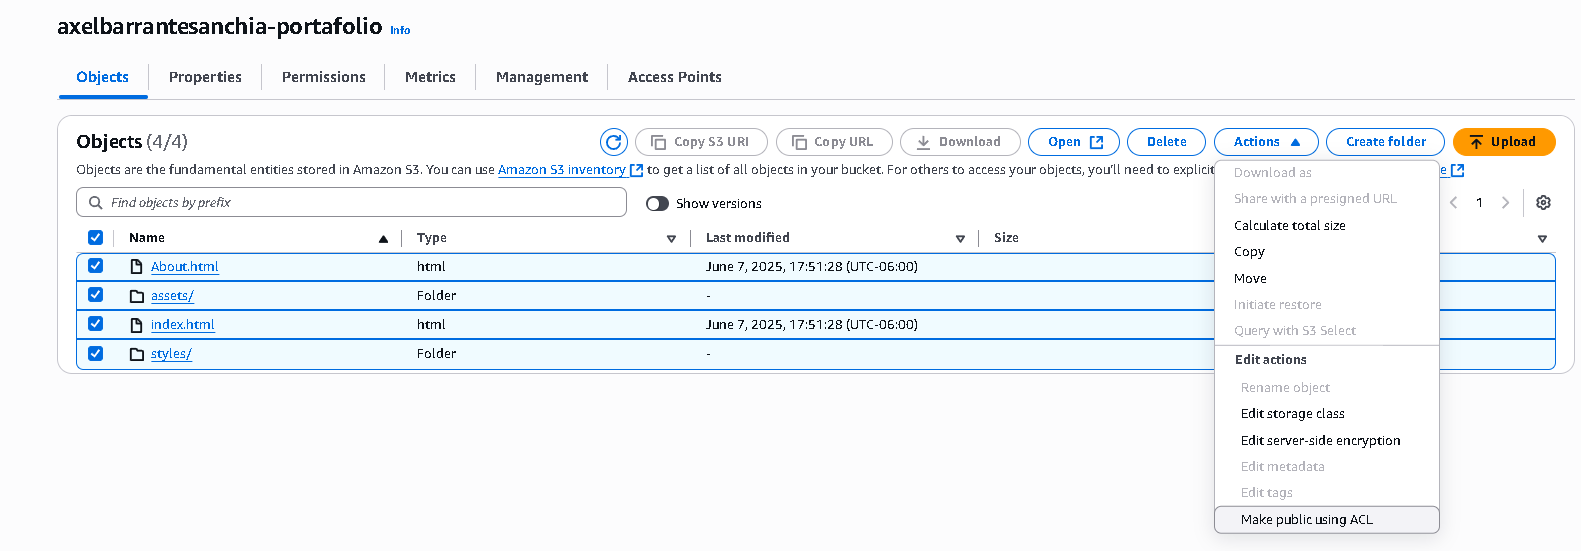 axelbarrantesanchia-portafolio Info
Objects Properties Permissions Metrics Management Access Points
Objects (4/4) Copy S3 URI Copy URL Download Open Delete Actions Create folder Upload
Objects are the fundamental entities stored in Amazon S3. You can use Amazon S3 inventory to get a list of all objects in your bucket. For others to access your objects, you'll need to explicit
Find objects by prefix Show versions 1
Name Type Last modified Size
About.html html June 7, 2025, 17:51:28 (UTC-06:00)
assets/ Folder -
index.html html June 7, 2025, 17:51:28 (UTC-06:00)
styles/ Folder -
Download as
Share with a presigned URL
Calculate total size
Copy
Move
Initiate restore
Query with S3 Select
Edit actions
Rename object
Edit storage class
Edit server-side encryption
Edit metadata
Edit tags
Make public using ACL